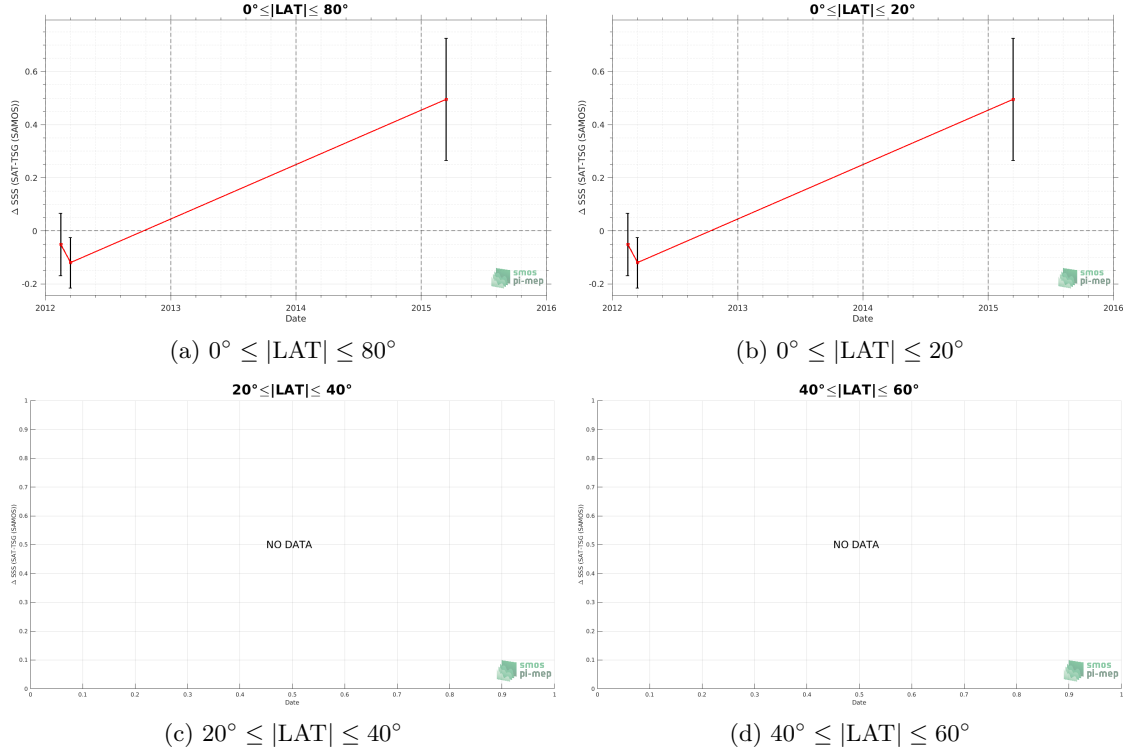 0°≤|LAT|≤ 80°
Δ SSS (SAT-TSG (SAMOS))
0.6
0.4
0.2
0
-0.2
2012 2013 2014 2015 2016
Date
smos
pi-mep
(a) 0° ≤ |LAT| ≤ 80°
0°≤|LAT|≤ 20°
Δ SSS (SAT-TSG (SAMOS))
0.6
0.4
0.2
0
-0.2
2012 2013 2014 2015 2016
Date
smos
pi-mep
(b) 0° ≤ |LAT| ≤ 20°
20°≤|LAT|≤ 40°
Δ SSS (SAT-TSG (SAMOS))
1
0.9
0.8
0.7
0.6
0.5
0.4
0.3
0.2
0.1
0
NO DATA
0 0.1 0.2 0.3 0.4 0.5 0.6 0.7 0.8 0.9 1
Date
smos
pi-mep
(c) 20° ≤ |LAT| ≤ 40°
40°≤|LAT|≤ 60°
Δ SSS (SAT-TSG (SAMOS))
1
0.9
0.8
0.7
0.6
0.5
0.4
0.3
0.2
0.1
0
NO DATA
0 0.1 0.2 0.3 0.4 0.5 0.6 0.7 0.8 0.9 1
Date
smos
pi-mep
(d) 40° ≤ |LAT| ≤ 60°